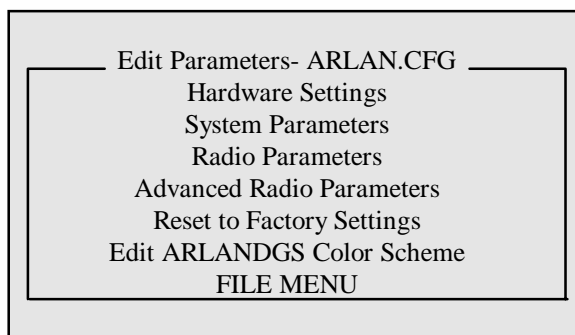 Edit Parameters- ARLAN.CFG
Hardware Settings
System Parameters
Radio Parameters
Advanced Radio Parameters
Reset to Factory Settings
Edit ARLANDGS Color Scheme
FILE MENU